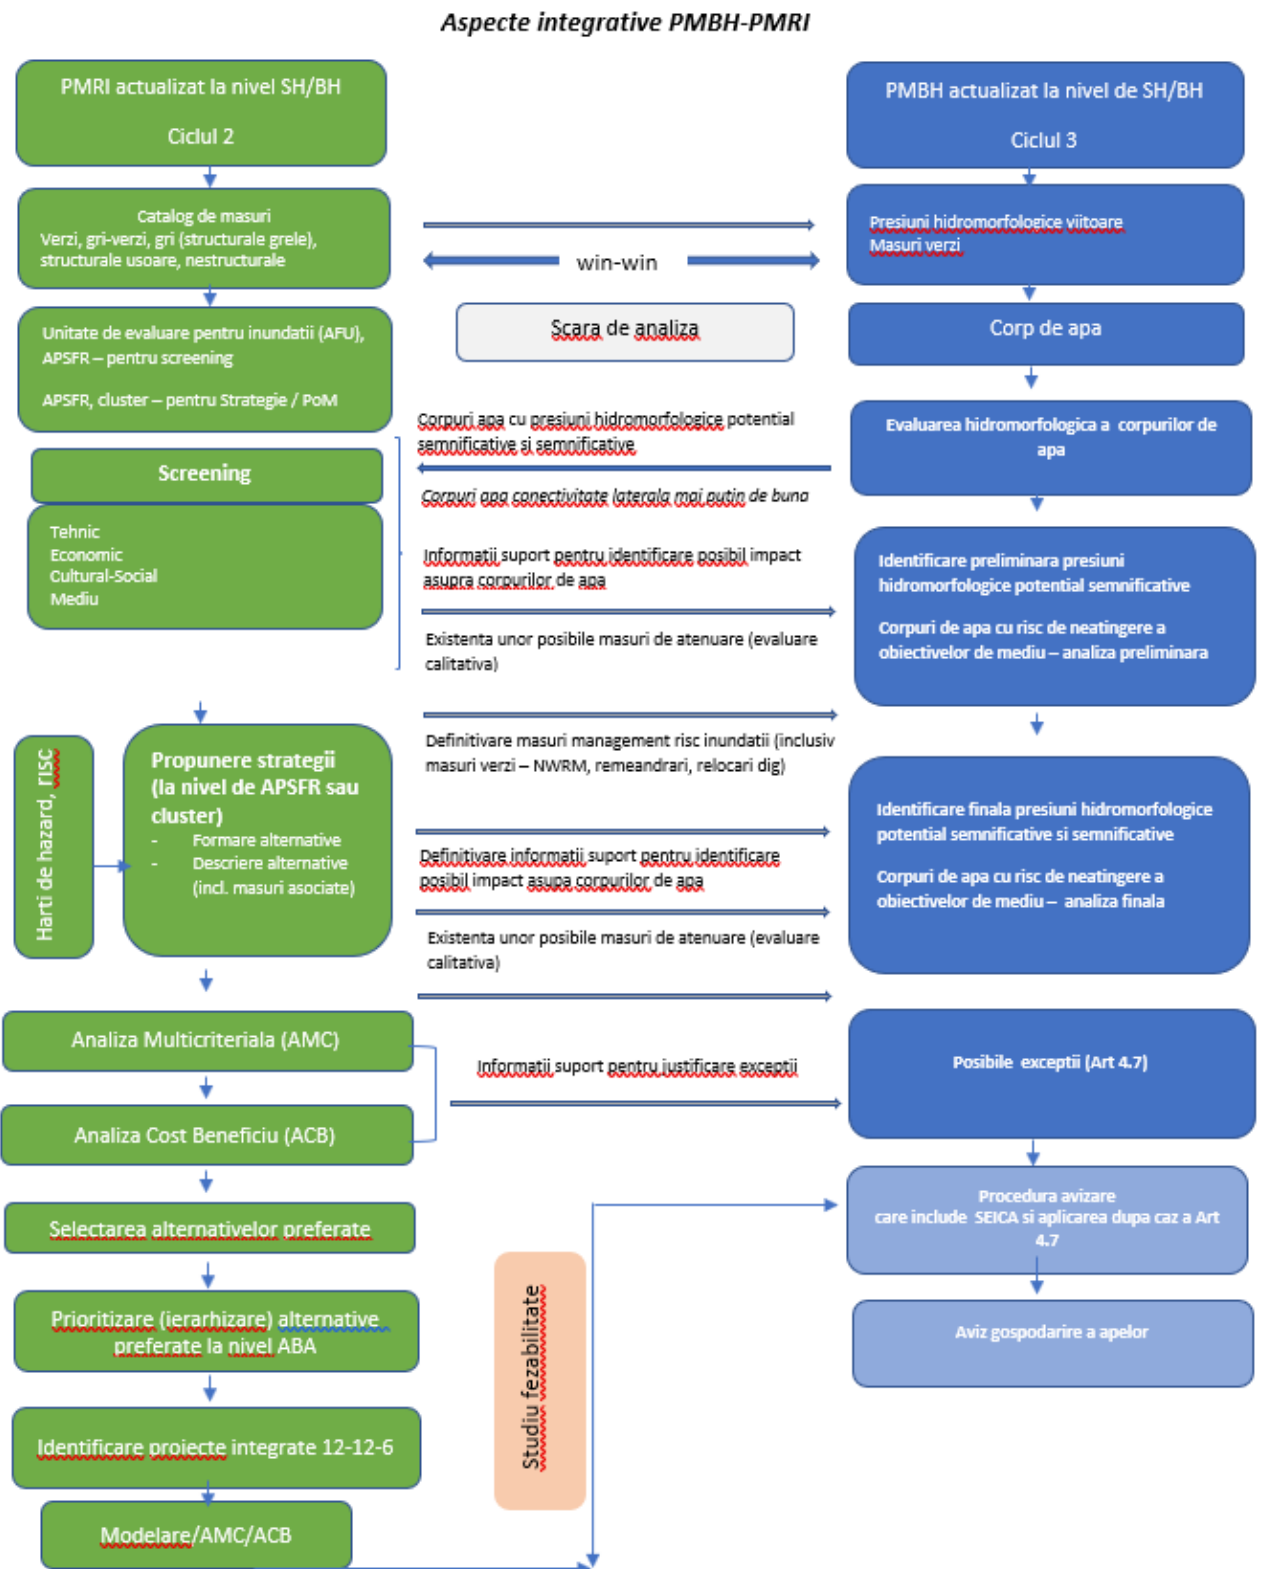 Aspecte integrative PMBH-PMRI
PMRI actualizat la nivel SH/BH
Ciclul 2
PMBH actualizat la nivel de SH/BH
Ciclul 3
Catalog de masuri
Verzi, gri-verzi, gri (structurale grele),
structurale usoare, nestructurale
Presiuni hidromorfologice viitoare
Masuri verzi
win-win
Unitate de evaluare pentru inundatii (AFU),
APSFR – pentru screening
APSFR, cluster – pentru Strategie / PoM
Scara de analiza
Corp de apa
Corpuri apa cu presiuni hidromorfologice potential
semnificative si semnificative
Corpuri apa conectivitate laterala mai putin de buna
Evaluarea hidromorfologica a corpurilor de
apa
Screening
Tehnic
Economic
Cultural-Social
Mediu
Informatii suport pentru identificare posibil impact
asupra corpurilor de apa
Existenta unor posibile masuri de atenuare (evaluare
calitativa)
Identificare preliminara presiuni
hidromorfologice potential semnificative
Corpuri de apa cu risc de neatingere a
obiectivelor de mediu – analiza preliminara
Harti de hazard, risc
Propunere strategii
(la nivel de APSFR sau
cluster)
- Formare alternative
- Descriere alternative
(incl. masuri asociate)
Definitivare masuri management risc inundatii (inclusiv
masuri verzi – NWRM, remeandrari, relocari dig)
Definitivare informatii suport pentru identificare
posibil impact asupa corpurilor de apa
Existenta unor posibile masuri de atenuare (evaluare
calitativa)
Identificare finala presiuni hidromorfologice
potential semnificative si semnificative
Corpuri de apa cu risc de neatingere a
obiectivelor de mediu – analiza finala
Analiza Multicriteriala (AMC)
Informatii suport pentru justificare exceptii
Posibile exceptii (Art 4.7)
Analiza Cost Beneficiu (ACB)
Selectarea alternativelor preferate
Procedura avizare
care include SEICA si aplicarea dupa caz a Art
4.7
Prioritizare (ierarhizare) alternative
preferate la nivel ABA
Studiu fezabilitate
Aviz gospodarire a apelor
Identificare proiecte integrate 12-12-6
Modelare/AMC/ACB